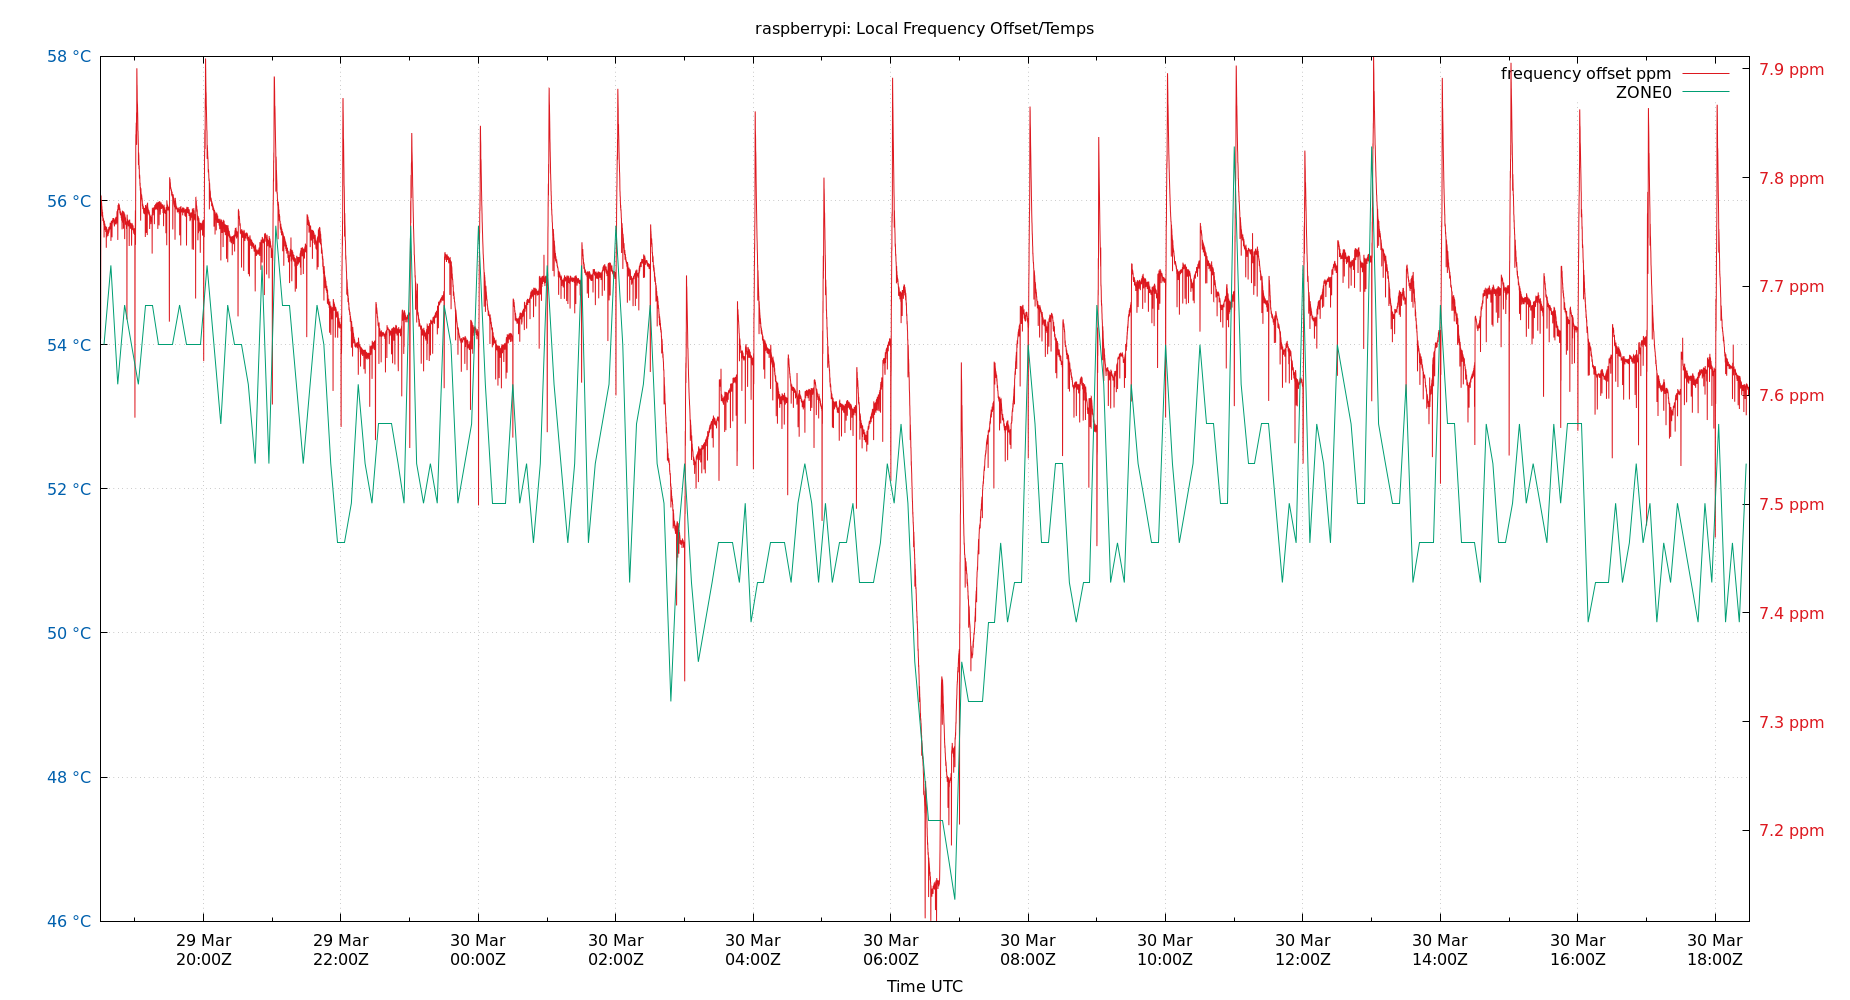 raspberrypi: Local Frequency Offset/Temps
58 °C
56 °C
54 °C
52 °C
50 °C
48 °C
46 °C
frequency offset ppm
ZONE0
7.9 ppm
7.8 ppm
7.7 ppm
7.6 ppm
7.5 ppm
7.4 ppm
7.3 ppm
7.2 ppm
29 Mar
20:00Z
29 Mar
22:00Z
30 Mar
00:00Z
30 Mar
02:00Z
30 Mar
04:00Z
30 Mar
06:00Z
30 Mar
08:00Z
30 Mar
10:00Z
30 Mar
12:00Z
30 Mar
14:00Z
30 Mar
16:00Z
30 Mar
18:00Z
Time UTC